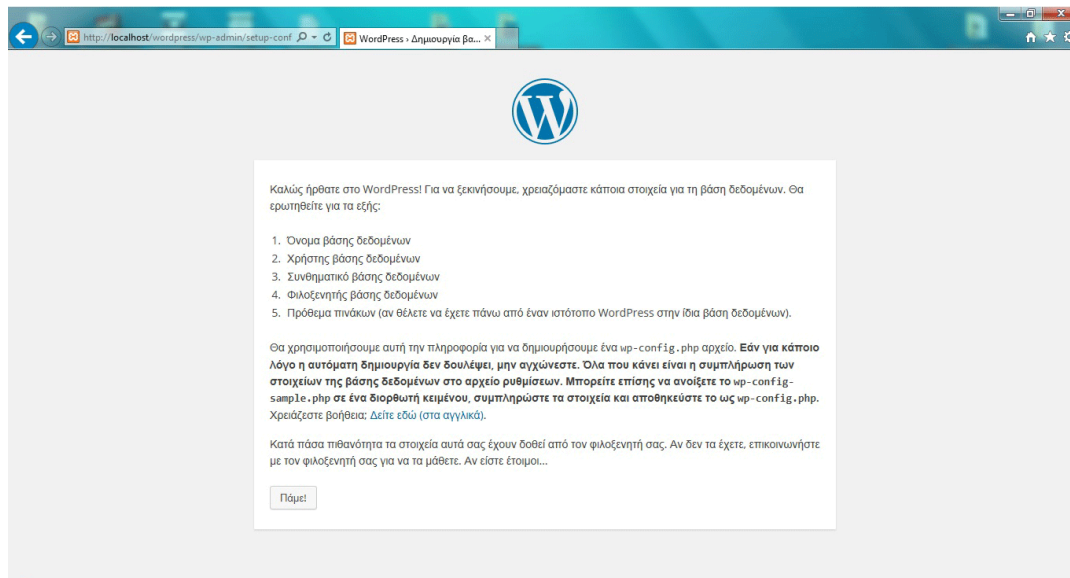 http://localhost/wordpress/wp-admin/setup-conf
WordPress › Δημιουργία βα...
Καλώς ήρθατε στο WordPress! Για να ξεκινήσουμε, χρειαζόμαστε κάποια στοιχεία για τη βάση δεδομένων. Θα
ερωτηθείτε για τα εξής:
1. Όνομα βάσης δεδομένων
2. Χρήστης βάσης δεδομένων
3. Συνθηματικό βάσης δεδομένων
4. Φιλοξενητής βάσης δεδομένων
5. Πρόθεμα πινάκων (αν θέλετε να έχετε πάνω από έναν ιστότοπο WordPress στην ίδια βάση δεδομένων).
Θα χρησιμοποιήσουμε αυτή την πληροφορία για να δημιουρήσουμε ένα wp-config.php αρχείο. Εάν για κάποιο
λόγο η αυτόματη δημιουργία δεν δουλέψει, μην αγχώνεστε. Όλα που κάνει είναι η συμπλήρωση των
στοιχείων της βάσης δεδομένων στο αρχείο ρυθμίσεων. Μπορείτε επίσης να ανοίξετε το wp-config-
sample.php σε ένα διορθωτή κειμένου, συμπληρώστε τα στοιχεία και αποθηκεύστε το ως wp-config.php.
Χρειάζεστε βοήθεια; Δείτε εδώ (στα αγγλικά).
Κατά πάσα πιθανότητα τα στοιχεία αυτά σας έχουν δοθεί από τον φιλοξενητή σας. Αν δεν τα έχετε, επικοινωνήστε
με τον φιλοξενητή σας για να τα μάθετε. Αν είστε έτοιμοι...
Πάμε!